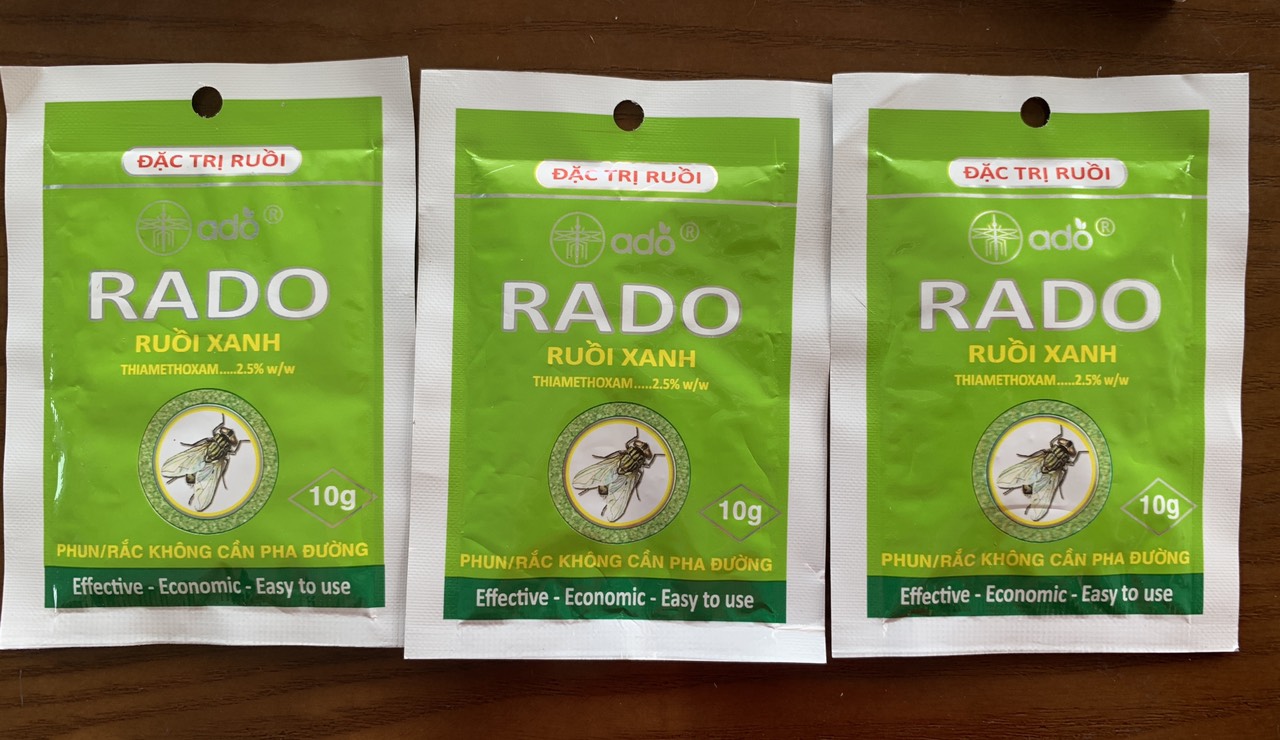 ĐẶC TRỊ RUỒI
ado®
RADO
RUỒI XANH
THIAMETHOXAM.....2.5% w/w
10g
PHUN/RẮC KHÔNG CẦN PHA ĐƯỜNG
Effective - Economic - Easy to use
ĐẶC TRỊ RUỒI
ado®
RADO
RUỒI XANH
THIAMETHOXAM.....2.5% w/w
10g
PHUN/RẮC KHÔNG CẦN PHA ĐƯỜNG
Effective - Economic - Easy to use
ĐẶC TRỊ RUỒI
ado®
RADO
RUỒI XANH
THIAMETHOXAM.....2.5% w/w
10g
PHUN/RẮC KHÔNG CẦN PHA ĐƯỜNG
Effective - Economic - Easy to use